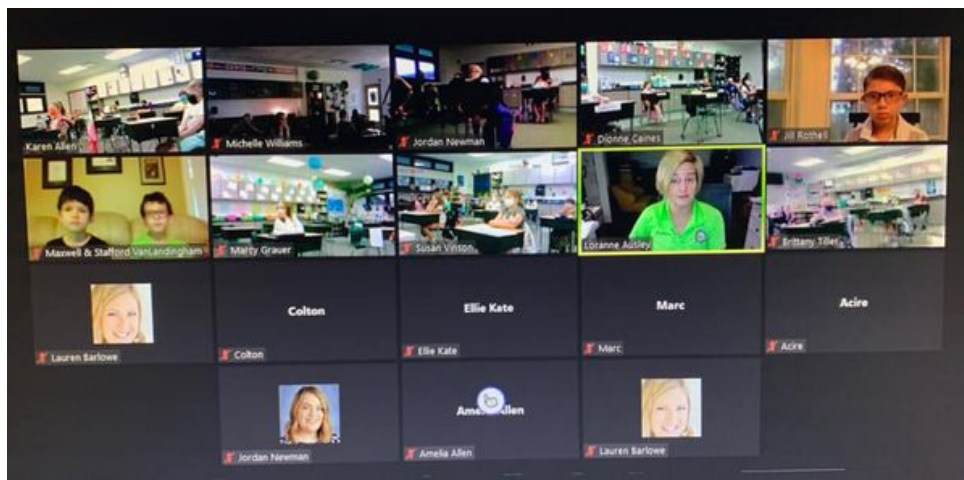 Karen Allen
Michelle Williams
Jordan Newman
Dionne Caines
Jill Rothell
Maxwell & Stafford VanLandingham
Marcy Grauer
Susan Vinson
Loranne Ausley
Brittany Tiller
Lauren Barlowe
Colton
Colton
Ellie Kate
Ellie Kate
Marc
Marc
Acire
Acire
Jordan Newman
Amelia Allen
Lauren Barlowe